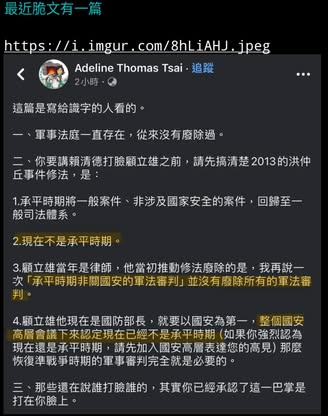 最近脆文有一篇
https://i.imgur.com/8hLiAHJ.jpeg
Adeline Thomas Tsai · 追蹤
2小時 ·
這篇是寫給識字的人看的。
一、軍事法庭一直存在，從來沒有廢除過。
二、你要講賴清德打臉顧立雄之前，請先搞清楚2013的洪仲
丘事件修法，是：
1.承平時期將一般案件、非涉及國家安全的案件，回歸至一
般司法體系。
2.現在不是承平時期。
3.顧立雄當年是律師，他當初推動修法廢除的是，我再說一
次「承平時期非關國安的軍法審判」並沒有廢除所有的軍法審
判。
4.顧立雄他現在是國防部長，就要以國安為第一，整個國安
高層會議下來認定現在已經不是承平時期（如果你強烈認為
現在還是承平時期，請先加入國安高層表達您的高見）那麼
恢復準戰爭時期的軍事審判完全就是必要的。
三、那些還在說誰打臉誰的，其實你已經承認了這一巴掌是
打在你臉上。